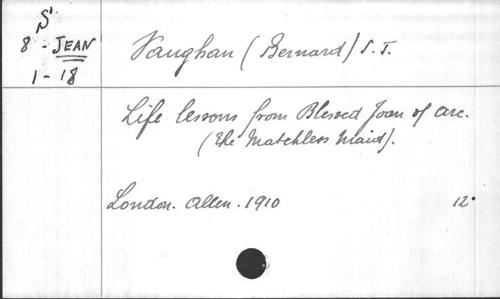 S'
8 - JEAN
1 - 18
Vaughan (Bernard) S. J.
Life lessons from Blessed Joan of Arc.
(The Matchless Maid).
London. Allen. 1910
12°